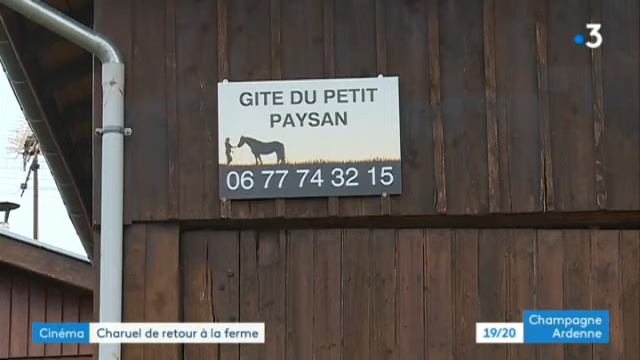 3
GITE DU PETIT
PAYSAN
06 77 74 32 15
Cinéma Charuel de retour à la ferme
19/20 Champagne
Ardenne